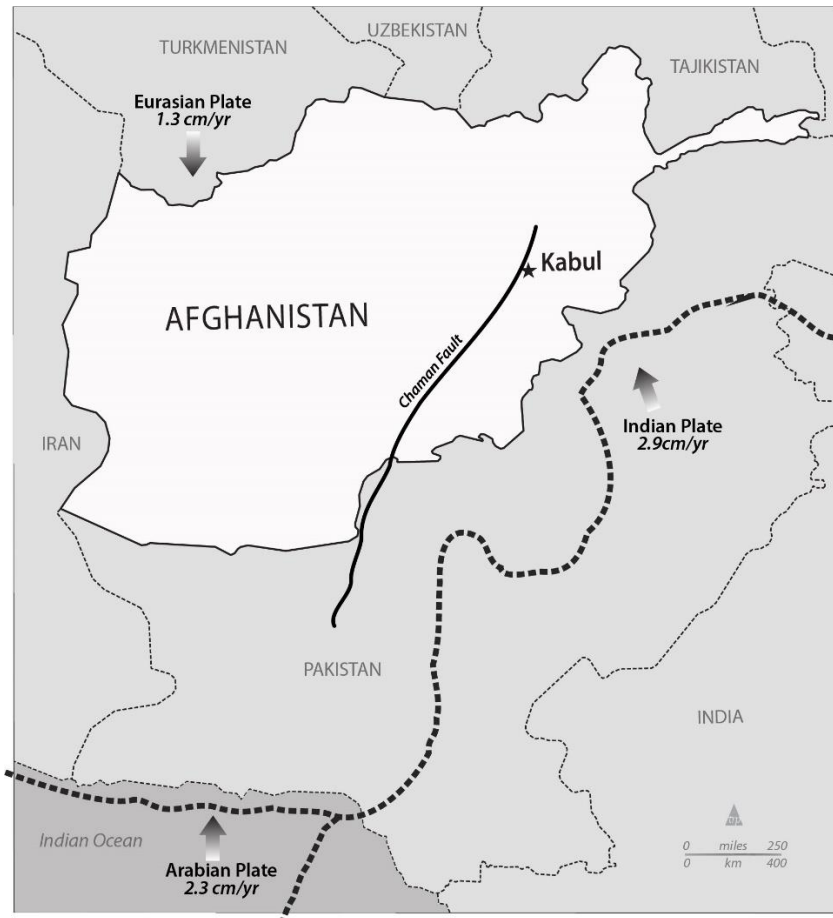 UZBEKISTAN
TURKMENISTAN
TAJIKISTAN
Eurasian Plate
1.3 cm/yr
Kabul
AFGHANISTAN
Chaman Fault
Indian Plate
2.9cm/yr
IRAN
PAKISTAN
INDIA
Indian Ocean
Arabian Plate
2.3 cm/yr
0 miles 250
0 km 400